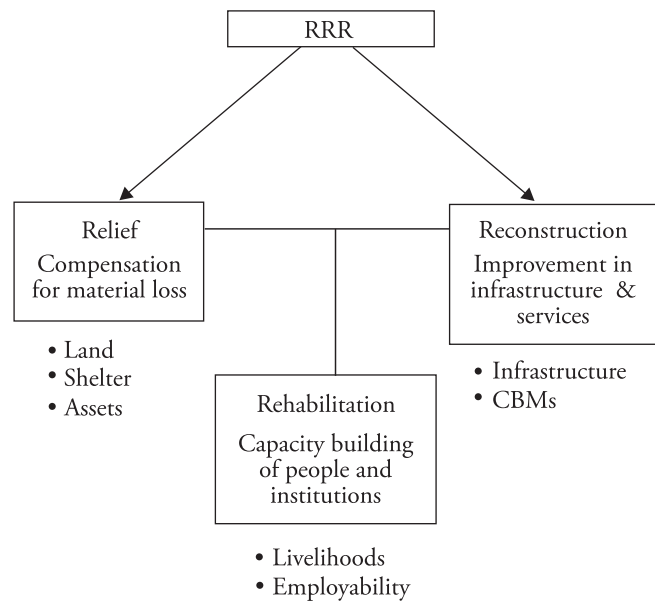 RRR
Relief
Compensation
for material loss
• Land
• Shelter
• Assets
Reconstruction
Improvement in
infrastructure &
services
• Infrastructure
• CBMs
Rehabilitation
Capacity building
of people and
institutions
• Livelihoods
• Employability